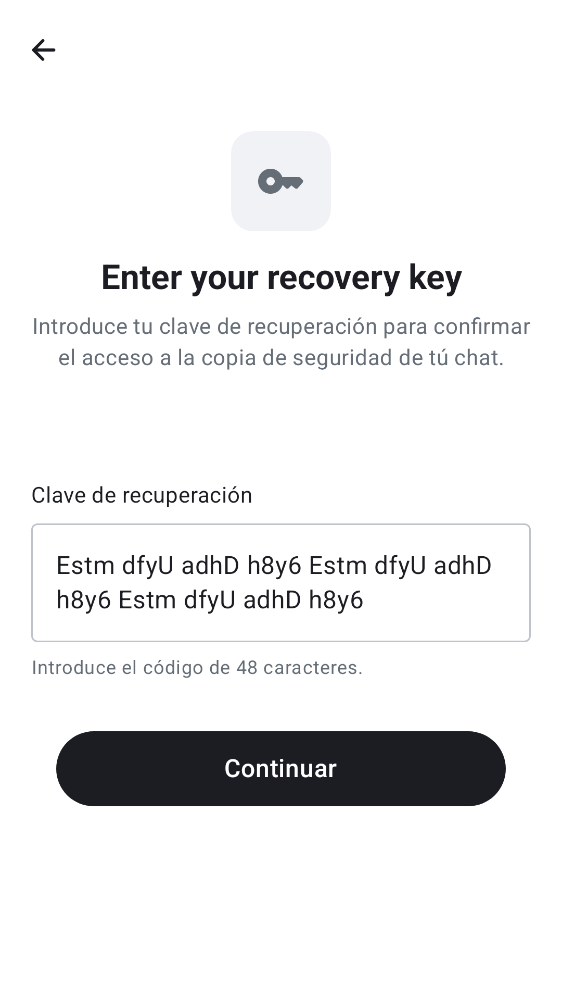 Enter your recovery key
Introduce tu clave de recuperación para confirmar
el acceso a la copia de seguridad de tú chat.
Clave de recuperación
Estm dfyU adhD h8y6 Estm dfyU adhD
h8y6 Estm dfyU adhD h8y6
Introduce el código de 48 caracteres.
Continuar